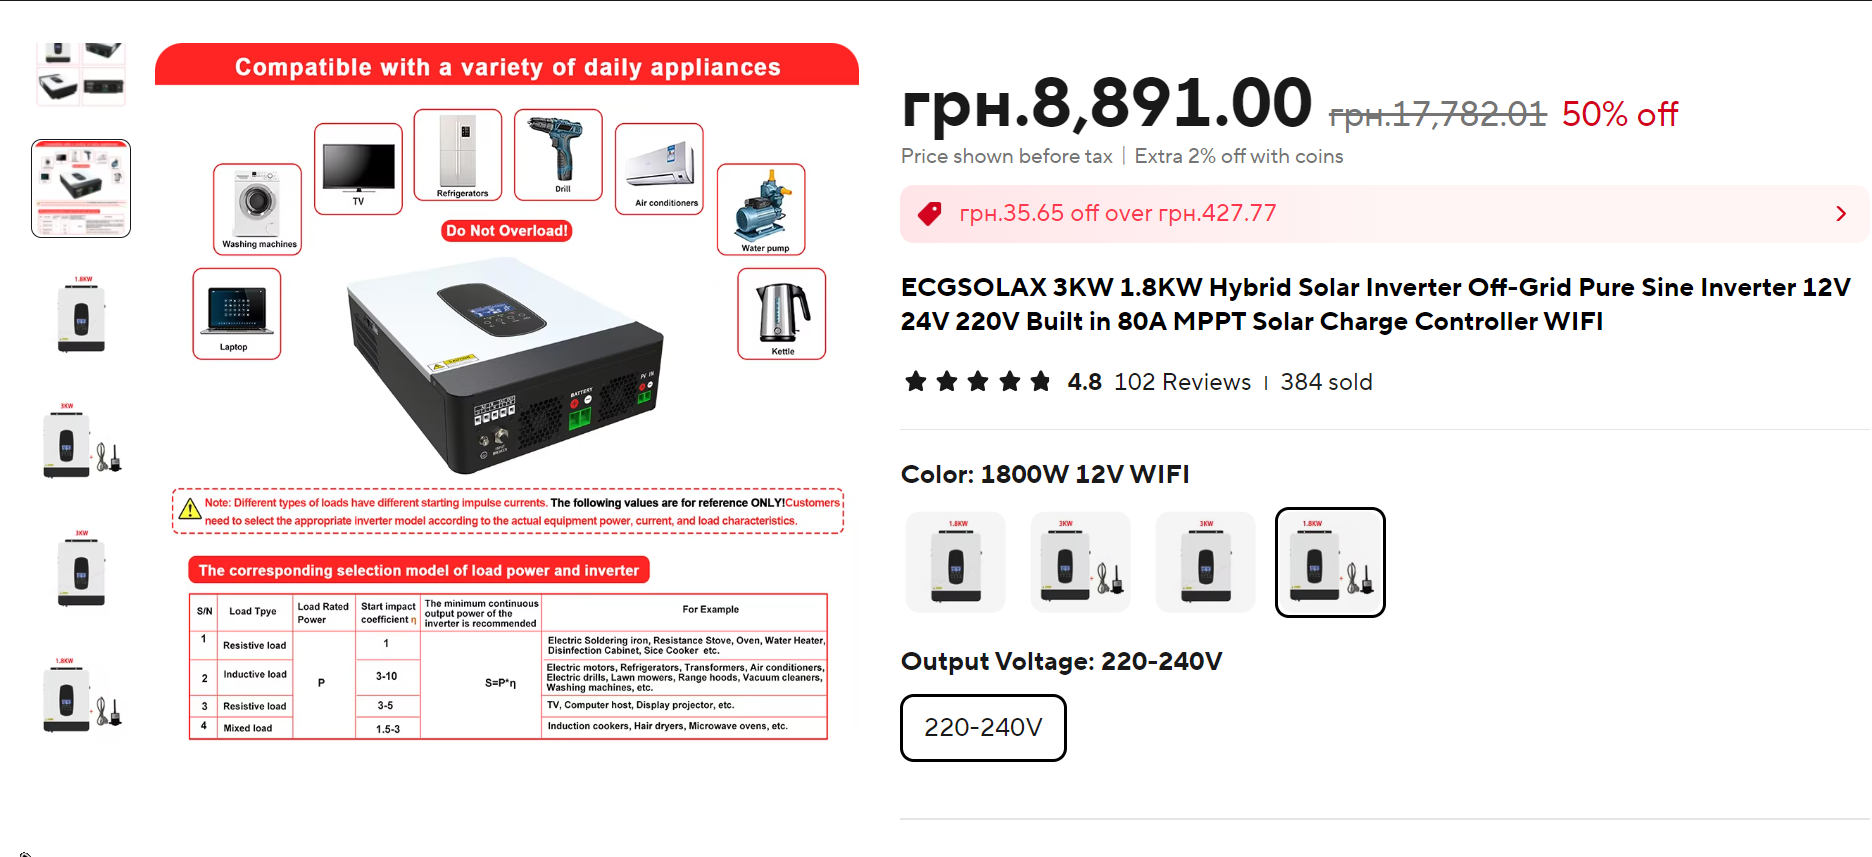 Compatible with a variety of daily appliances
Laptop
Washing machines
TV
Refrigerators
Drill
Air conditioners
Water pump
Kettle
Do Not Overload!
BATTERY
PV IN
Note: Different types of loads have different starting impulse currents. The following values are for reference ONLY!Customers
need to select the appropriate inverter model according to the actual equipment power, current, and load characteristics.
The corresponding selection model of load power and inverter
S/N Load Tpye Load Rated Power Start impact coefficient η The minimum continuous output power of the inverter is recommended For Example
1 Resistive load P 1 S=P*η Electric Soldering iron, Resistance Stove, Oven, Water Heater,
Disinfection Cabinet, Sice Cooker etc.
2 Inductive load 3-10 Electric motors, Refrigerators, Transformers, Air conditioners,
Electric drills, Lawn mowers, Range hoods, Vacuum cleaners,
Washing machines, etc.
3 Resistive load 3-5 TV, Computer host, Display projector, etc.
4 Mixed load 1.5-3 Induction cookers, Hair dryers, Microwave ovens, etc.
1.8KW
3KW
3KW
1.8KW
грн.8,891.00 грн.17,782.01 50% off
Price shown before tax | Extra 2% off with coins
грн.35.65 off over грн.427.77
ECGSOLAX 3KW 1.8KW Hybrid Solar Inverter Off-Grid Pure Sine Inverter 12V
24V 220V Built in 80A MPPT Solar Charge Controller WIFI
4.8 102 Reviews | 384 sold
Color: 1800W 12V WIFI
1.8KW 3KW 3KW 1.8KW
Output Voltage: 220-240V
220-240V